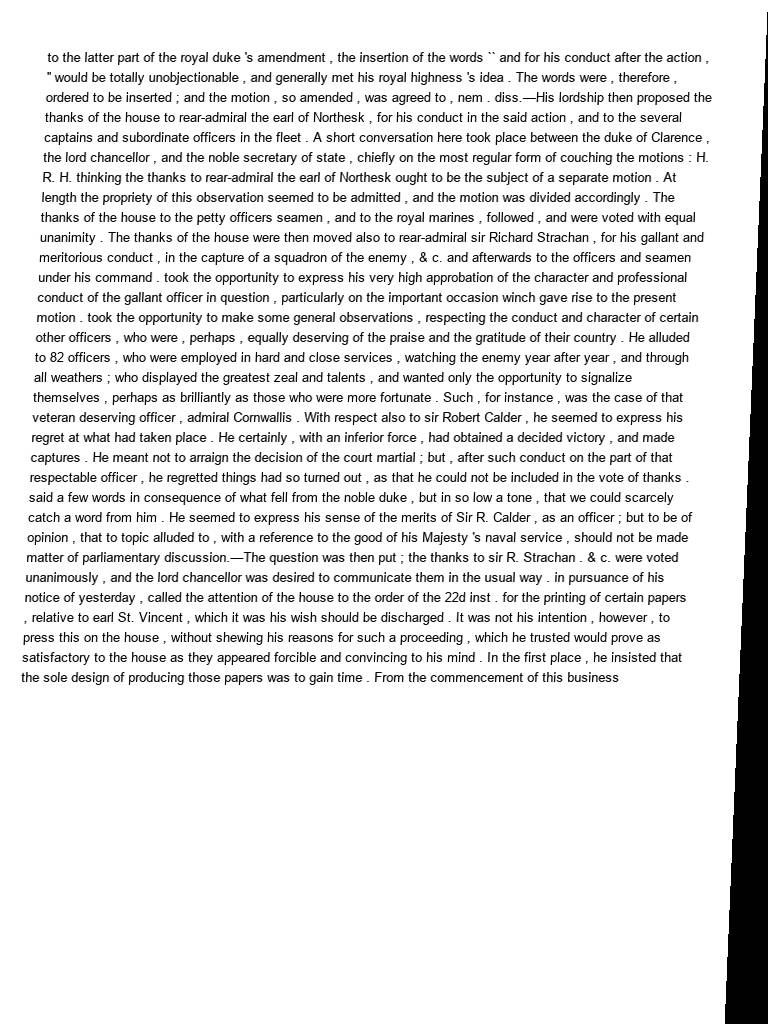 to the latter part of the royal duke 's amendment , the insertion of the words `` and for his conduct after the action ,
" would be totally unobjectionable , and generally met his royal highness 's idea . The words were , therefore ,
ordered to be inserted ; and the motion , so amended , was agreed to , nem . diss.—His lordship then proposed the
thanks of the house to rear-admiral the earl of Northesk , for his conduct in the said action , and to the several
captains and subordinate officers in the fleet . A short conversation here took place between the duke of Clarence ,
the lord chancellor , and the noble secretary of state , chiefly on the most regular form of couching the motions : H.
R. H. thinking the thanks to rear-admiral the earl of Northesk ought to be the subject of a separate motion . At
length the propriety of this observation seemed to be admitted , and the motion was divided accordingly . The
thanks of the house to the petty officers seamen , and to the royal marines , followed , and were voted with equal
unanimity . The thanks of the house were then moved also to rear-admiral sir Richard Strachan , for his gallant and
meritorious conduct , in the capture of a squadron of the enemy , & c. and afterwards to the officers and seamen
under his command . took the opportunity to express his very high approbation of the character and professional
conduct of the gallant officer in question , particularly on the important occasion winch gave rise to the present
motion . took the opportunity to make some general observations , respecting the conduct and character of certain
other officers , who were , perhaps , equally deserving of the praise and the gratitude of their country . He alluded
to 82 officers , who were employed in hard and close services , watching the enemy year after year , and through
all weathers ; who displayed the greatest zeal and talents , and wanted only the opportunity to signalize
themselves , perhaps as brilliantly as those who were more fortunate . Such , for instance , was the case of that
veteran deserving officer , admiral Cornwallis . With respect also to sir Robert Calder , he seemed to express his
regret at what had taken place . He certainly , with an inferior force , had obtained a decided victory , and made
captures . He meant not to arraign the decision of the court martial ; but , after such conduct on the part of that
respectable officer , he regretted things had so turned out , as that he could not be included in the vote of thanks .
said a few words in consequence of what fell from the noble duke , but in so low a tone , that we could scarcely
catch a word from him . He seemed to express his sense of the merits of Sir R. Calder , as an officer ; but to be of
opinion , that to topic alluded to , with a reference to the good of his Majesty 's naval service , should not be made
matter of parliamentary discussion.—The question was then put ; the thanks to sir R. Strachan . & c. were voted
unanimously , and the lord chancellor was desired to communicate them in the usual way . in pursuance of his
notice of yesterday , called the attention of the house to the order of the 22d inst . for the printing of certain papers
, relative to earl St. Vincent , which it was his wish should be discharged . It was not his intention , however , to
press this on the house , without shewing his reasons for such a proceeding , which he trusted would prove as
satisfactory to the house as they appeared forcible and convincing to his mind . In the first place , he insisted that
the sole design of producing those papers was to gain time . From the commencement of this business